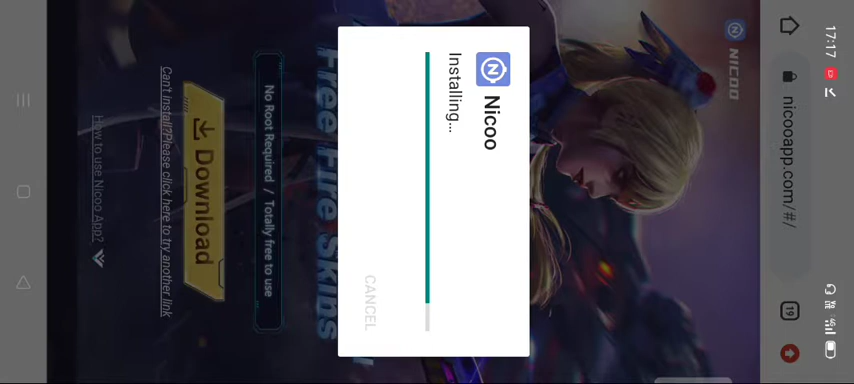 17:17
nicooapp.com/#/
19
NICOO
Free Fire Skins
No Root Required / Totally free to use
Download
Can't install?Please click here to try another link
How to use Nicoo App?
Nicoo
Installing...
CANCEL